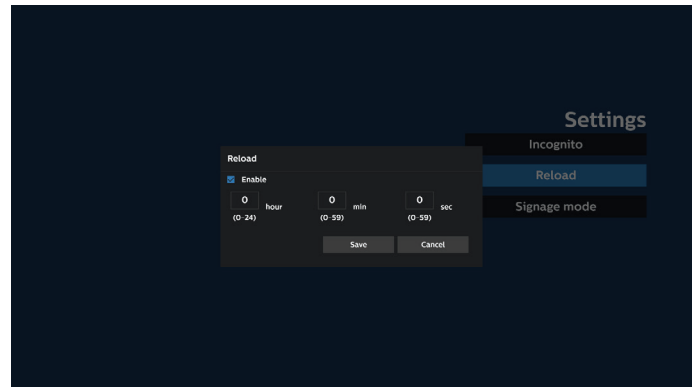 Settings
Incognito
Reload
Signage mode
Reload
Enable
0 hour 0 min 0 sec
(0-24) (0-59) (0-59)
Save Cancel